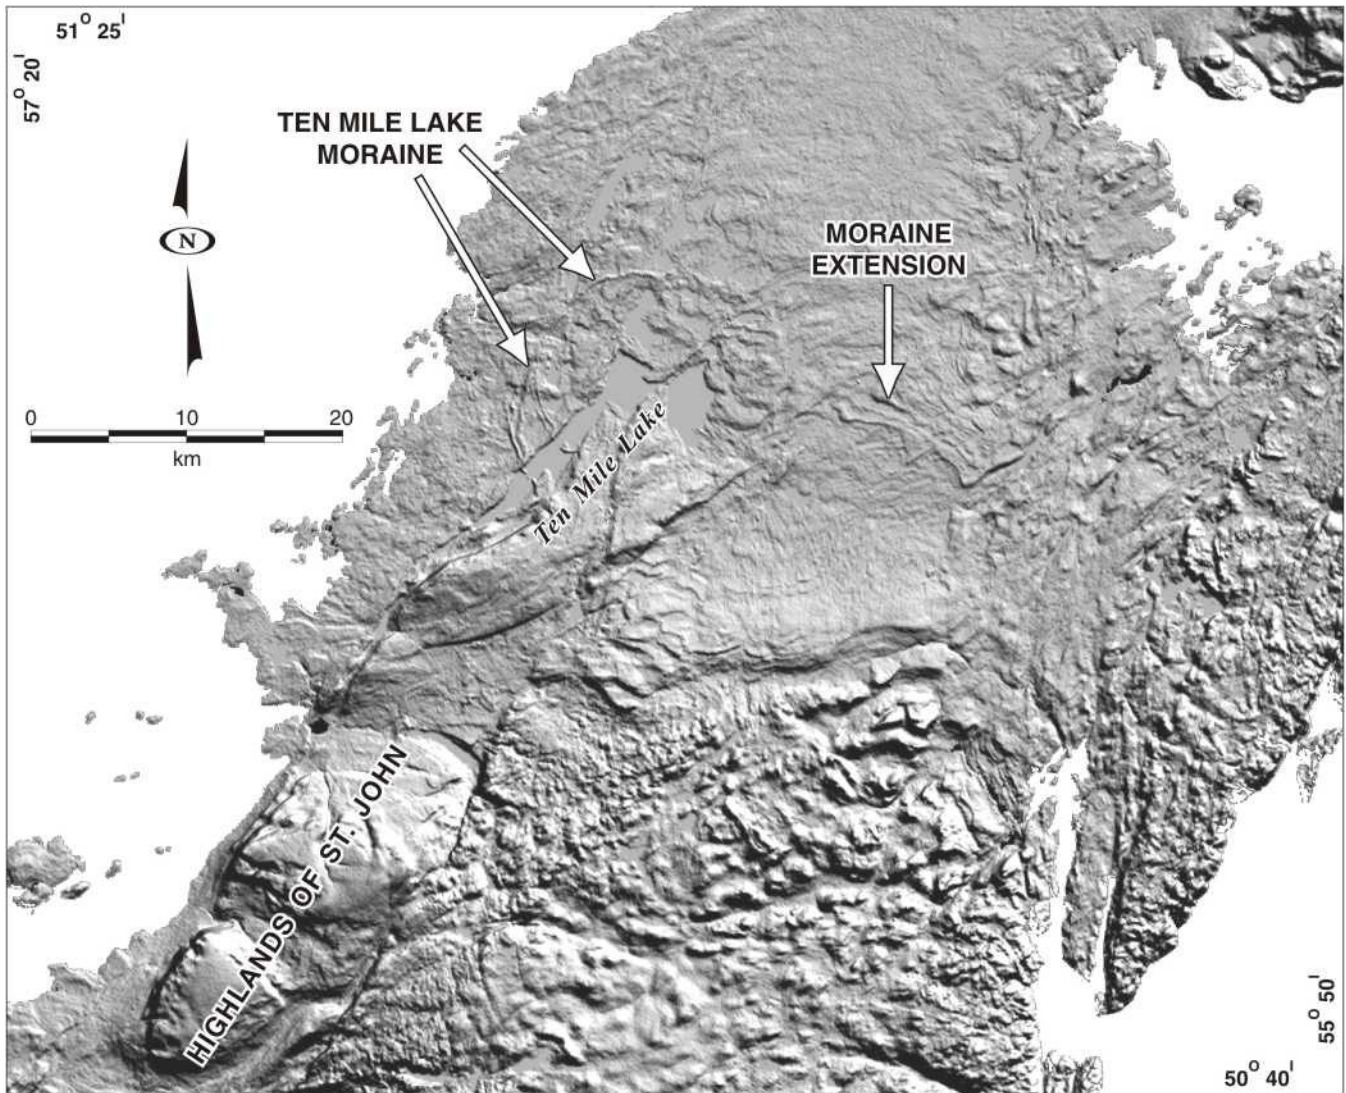 51° 25'
57° 20'
TEN MILE LAKE
MORAINE
MORAINE
EXTENSION
N
0 10 20
km
Ten Mile Lake
HIGHLANDS OF ST. JOHN
55° 50'
50° 40'